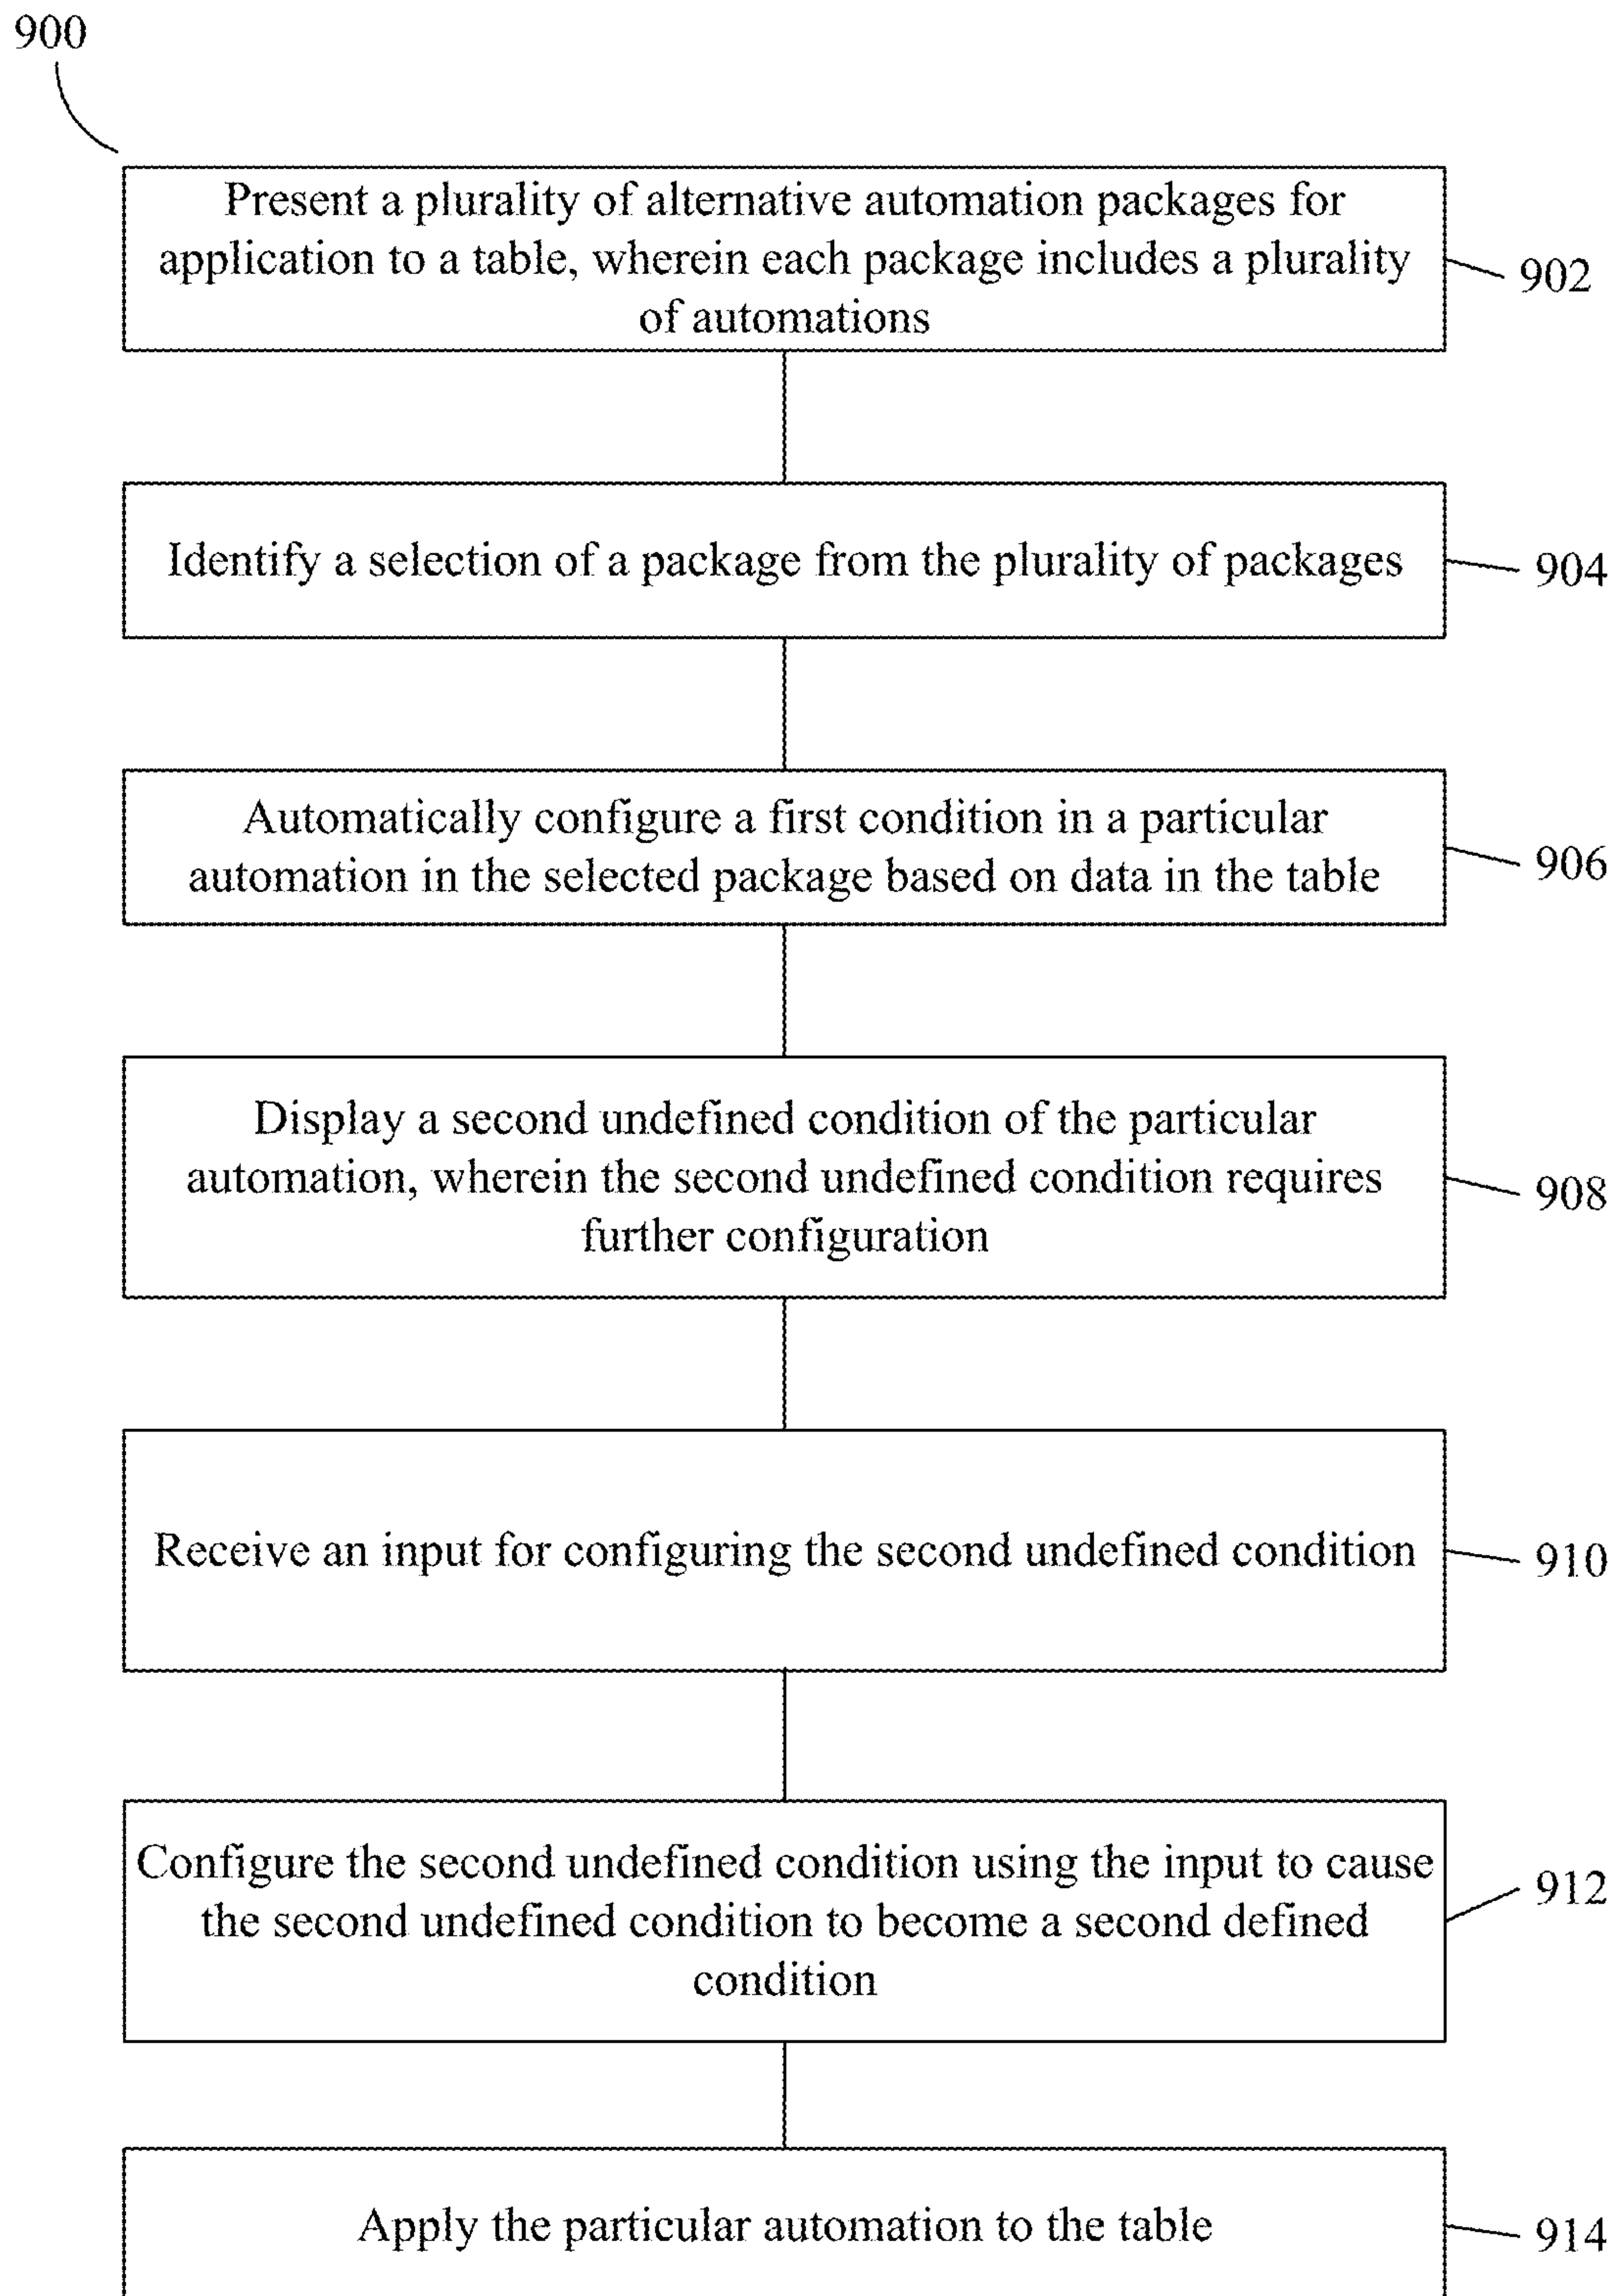 900
Present a plurality of alternative automation packages for
application to a table, wherein each package includes a plurality
of automations
902
Identify a selection of a package from the plurality of packages
904
Automatically configure a first condition in a particular
automation in the selected package based on data in the table
906
Display a second undefined condition of the particular
automation, wherein the second undefined condition requires
further configuration
908
Receive an input for configuring the second undefined condition
910
Configure the second undefined condition using the input to cause
the second undefined condition to become a second defined
condition
912
Apply the particular automation to the table
914